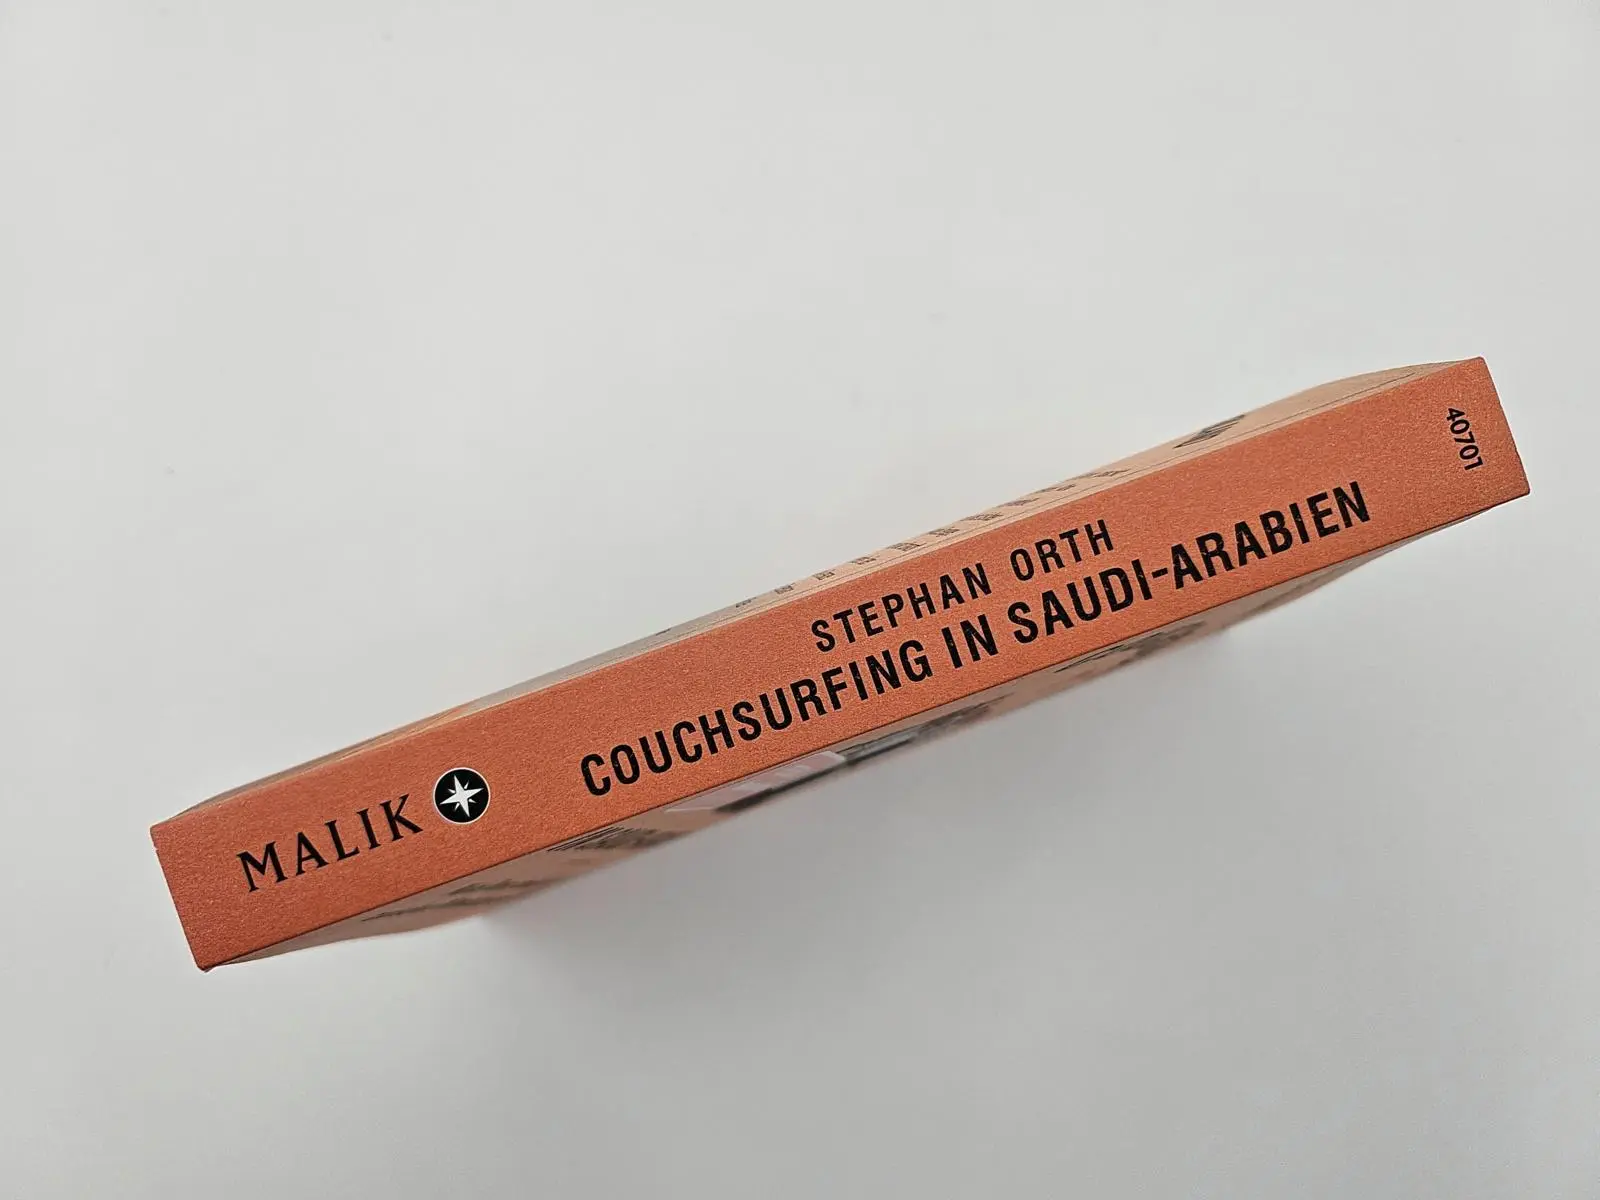 MALIK
STEPHAN ORTH
COUCHSURFING IN SAUDI-ARABIEN
40701